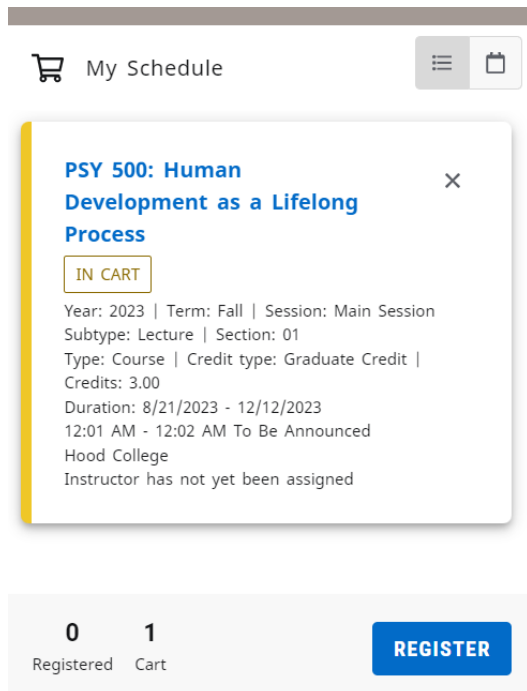 My Schedule
PSY 500: Human
Development as a Lifelong
Process
IN CART
Year: 2023 | Term: Fall | Session: Main Session
Subtype: Lecture | Section: 01
Type: Course | Credit type: Graduate Credit |
Credits: 3.00
Duration: 8/21/2023 - 12/12/2023
12:01 AM - 12:02 AM To Be Announced
Hood College
Instructor has not yet been assigned
0 1
Registered Cart
REGISTER